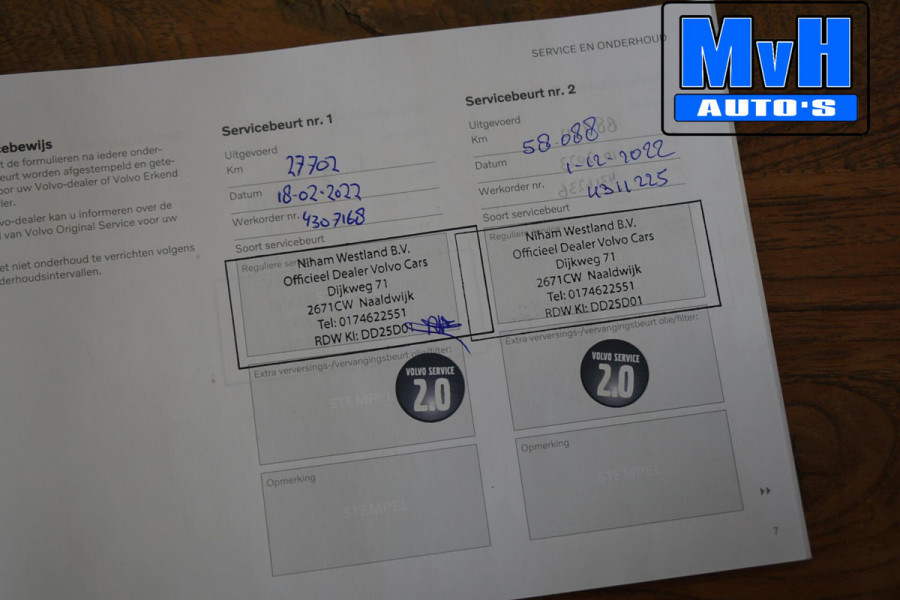 SERVICE EN ONDERHOUD
MvH
AUTO'S
cebewijs
t de formulieren na iedere onder-
eurt worden afgestempeld en gete-
oor uw Volvo-dealer of Volvo Erkend
ler.
vo-dealer kan u informeren over de
l van Volvo Original Service voor uw
et niet onderhoud te verrichten volgens
derhoudsintervallen.
Servicebeurt nr. 1
Uitgevoerd
Km 27702
Datum 18-02-2022
Werkorder nr. 4307168
Soort servicebeurt
Reguliere
Niham Westland B.V.
Officieel Dealer Volvo Cars
Dijkweg 71
2671CW Naaldwijk
Tel: 0174622551
RDW Kl: DD25D01
Extra verversings-/vervangingsbeurt olie/filter:
STEMPEL
VOLVO SERVICE
2.0
Opmerking
STEMPEL
Servicebeurt nr. 2
Uitgevoerd
Km 58.088
Datum 1-12-2022
Werkorder nr. 4311225
Soort servicebeurt
Reguliere
Niham Westland B.V.
Officieel Dealer Volvo Cars
Dijkweg 71
2671CW Naaldwijk
Tel: 0174622551
RDW Kl: DD25D01
Extra verversings-/vervangingsbeurt olie/filter:
VOLVO SERVICE
2.0
Opmerking
STEMPEL
7